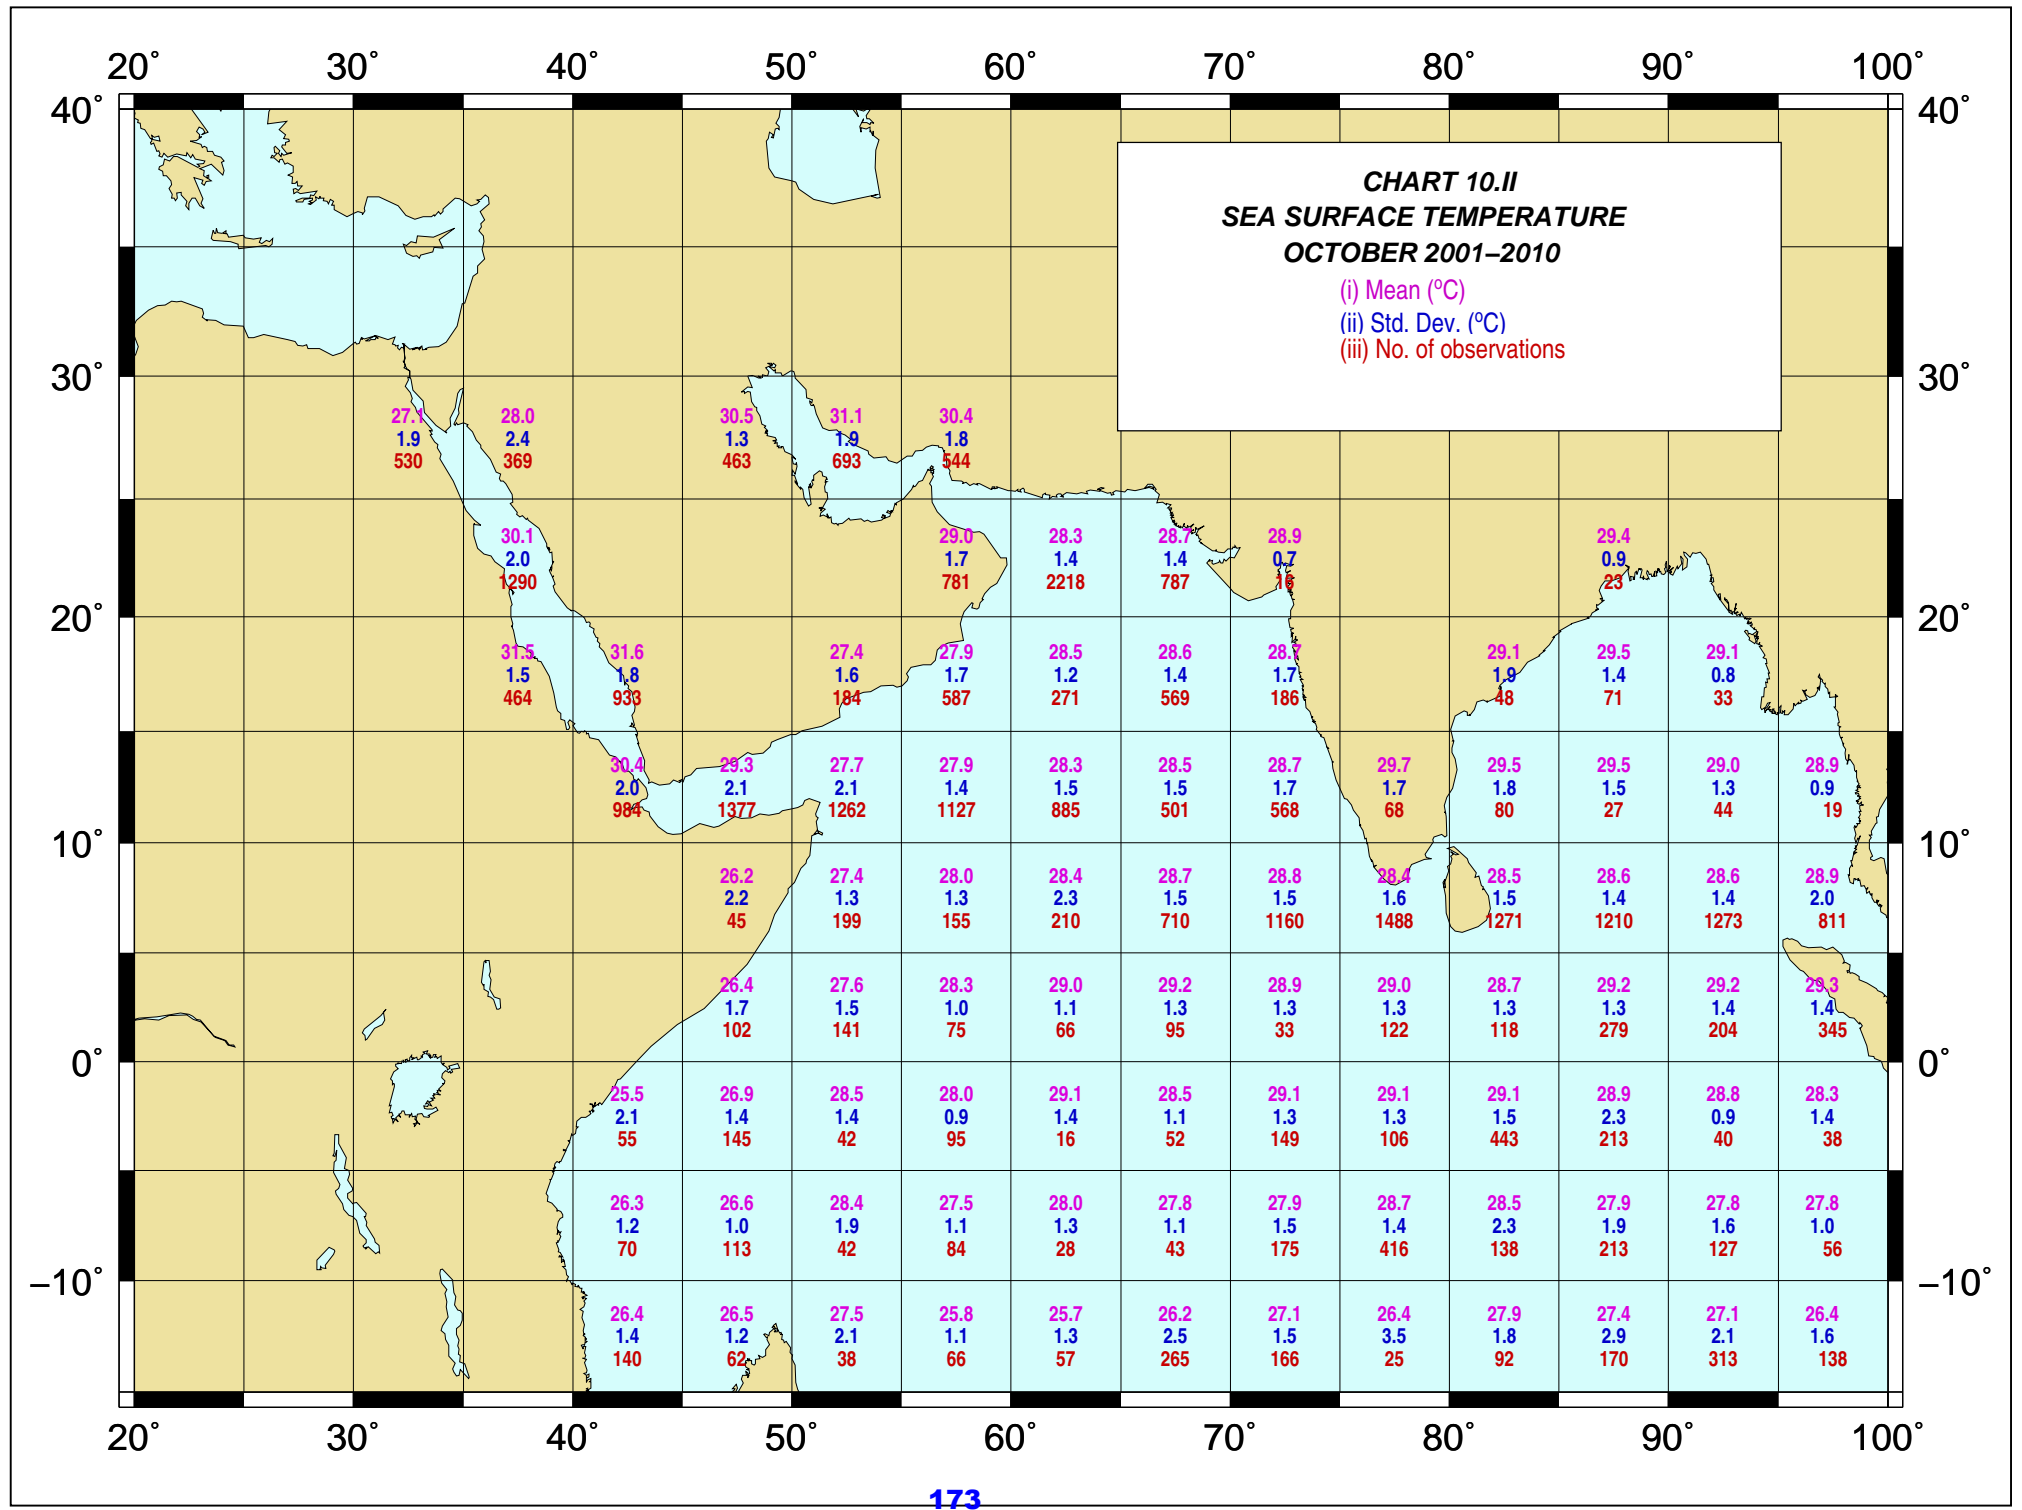 20° 30° 40° 50° 60° 70° 80° 90° 100°
40° 40°
CHART 10.II
SEA SURFACE TEMPERATURE
OCTOBER 2001–2010
(i) Mean (°C)
(ii) Std. Dev. (°C)
(iii) No. of observations
30° 30°
27.1 28.0 30.5 31.1 30.4
1.9 2.4 1.3 1.9 1.8
530 369 463 693 544
30.1 29.0 28.3 28.7 28.9 29.4
2.0 1.7 1.4 1.4 0.7 0.9
1290 781 2218 787 16 23
20° 20°
31.5 31.6 27.4 27.9 28.5 28.6 28.7 29.1 29.5 29.1
1.5 1.8 1.6 1.7 1.2 1.4 1.7 1.9 1.4 0.8
464 933 184 587 271 569 186 48 71 33
30.4 29.3 27.7 27.9 28.3 28.5 28.7 29.7 29.5 29.5 29.0 28.9
2.0 2.1 2.1 1.4 1.5 1.5 1.7 1.7 1.8 1.5 1.3 0.9
984 1377 1262 1127 885 501 568 68 80 27 44 19
10° 10°
26.2 27.4 28.0 28.4 28.7 28.8 28.4 28.5 28.6 28.6 28.9
2.2 1.3 1.3 2.3 1.5 1.5 1.6 1.5 1.4 1.4 2.0
45 199 155 210 710 1160 1488 1271 1210 1273 811
26.4 27.6 28.3 29.0 29.2 28.9 29.0 28.7 29.2 29.2 29.3
1.7 1.5 1.0 1.1 1.3 1.3 1.3 1.3 1.3 1.4 1.4
102 141 75 66 95 33 122 118 279 204 345
0° 0°
25.5 26.9 28.5 28.0 29.1 28.5 29.1 29.1 29.1 28.9 28.8 28.3
2.1 1.4 1.4 0.9 1.4 1.1 1.3 1.3 1.5 2.3 0.9 1.4
55 145 42 95 16 52 149 106 443 213 40 38
26.3 26.6 28.4 27.5 28.0 27.8 27.9 28.7 28.5 27.9 27.8 27.8
1.2 1.0 1.9 1.1 1.3 1.1 1.5 1.4 2.3 1.9 1.6 1.0
70 113 42 84 28 43 175 416 138 213 127 56
–10° –10°
26.4 26.5 27.5 25.8 25.7 26.2 27.1 26.4 27.9 27.4 27.1 26.4
1.4 1.2 2.1 1.1 1.3 2.5 1.5 3.5 1.8 2.9 2.1 1.6
140 62 38 66 57 265 166 25 92 170 313 138
20° 30° 40° 50° 60° 70° 80° 90° 100°
173